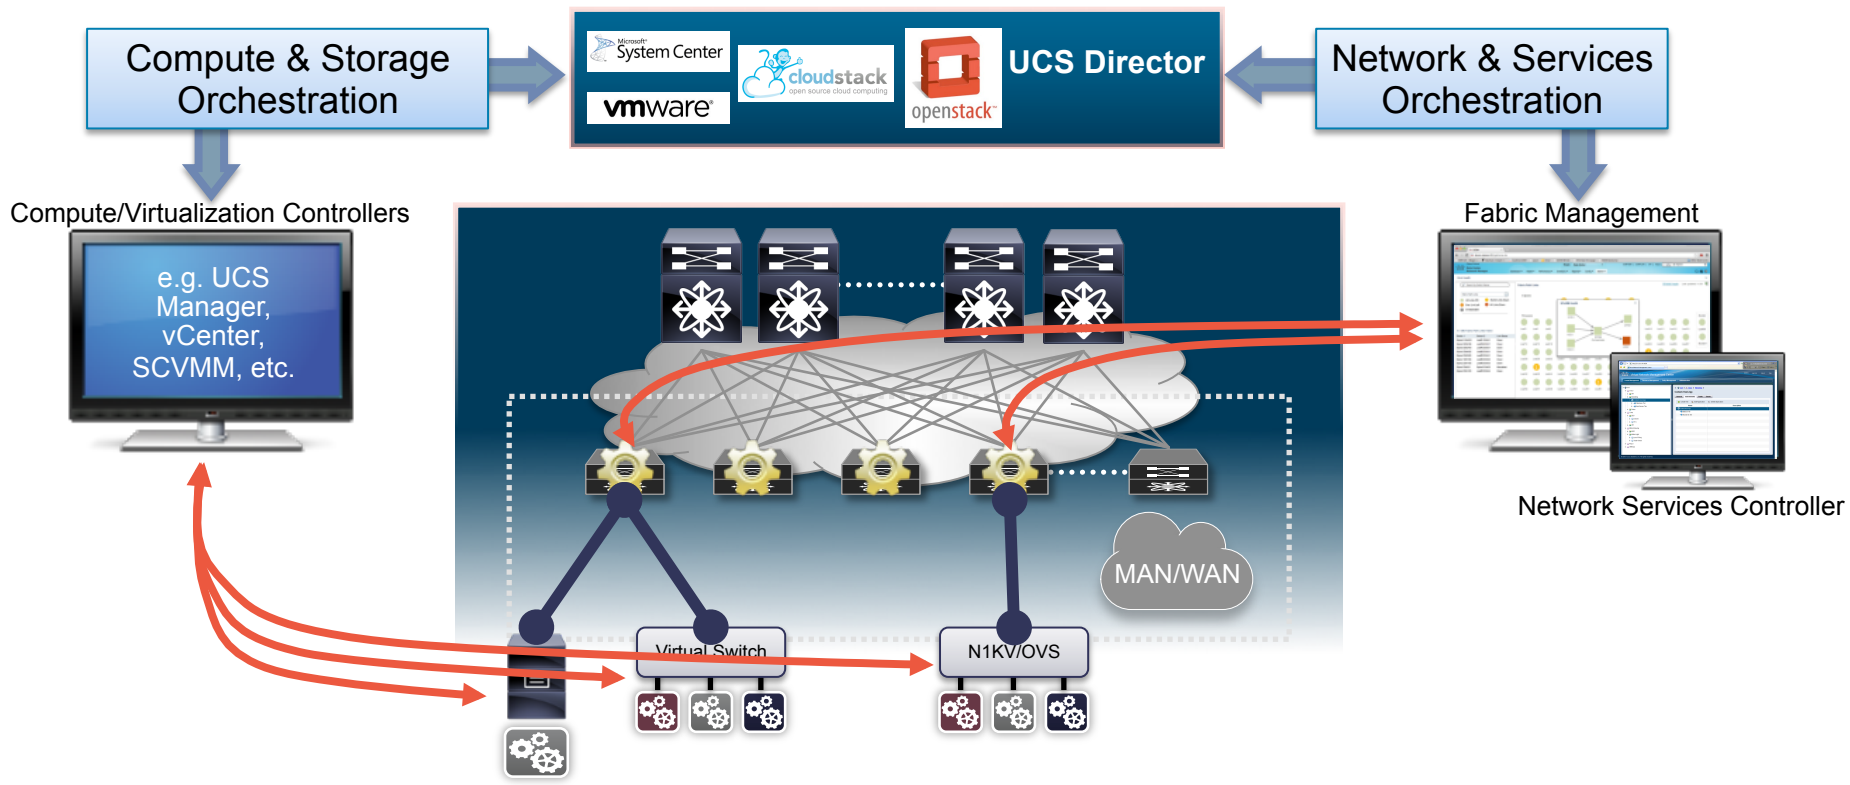 Compute & Storage
Orchestration
Microsoft®
System Center
vmware®
cloudstack
open source cloud computing
openstack™
UCS Director
Network & Services
Orchestration
Compute/Virtualization Controllers
e.g. UCS
Manager,
vCenter,
SCVMM, etc.
Fabric Management
Network Services Controller
MAN/WAN
Virtual Switch
N1KV/OVS